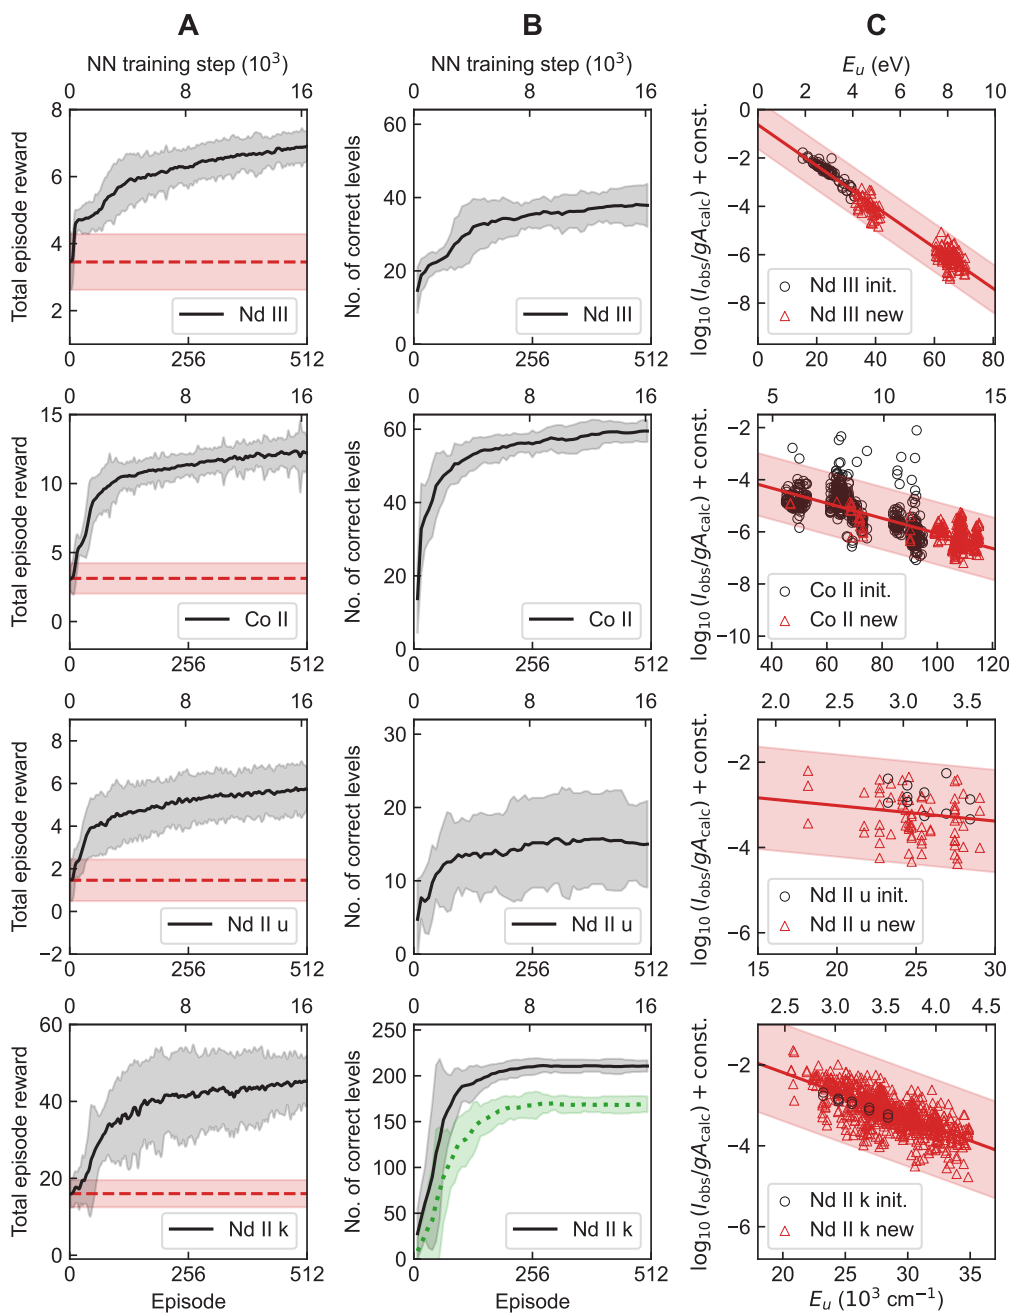 A
B
C
NN training step (10³)
NN training step (10³)
Eᵤ (eV)
0 8 16
0 8 16
0 2 4 6 8 10
Total episode reward
8
6
4
2
Nd III
0 256 512
No. of correct levels
60
40
20
0
Nd III
0 256 512
log₁₀ (I_obs/gA_calc) + const.
0
−2
−4
−6
−8
Nd III init.
Nd III new
0 20 40 60 80
0 8 16
0 8 16
5 10 15
Total episode reward
15
10
5
0
Co II
0 256 512
No. of correct levels
60
40
20
0
Co II
0 256 512
log₁₀ (I_obs/gA_calc) + const.
−2
−4
−6
−8
−10
Co II init.
Co II new
40 60 80 100 120
0 8 16
0 8 16
2.0 2.5 3.0 3.5
Total episode reward
8
6
4
2
0
−2
Nd II u
0 256 512
No. of correct levels
30
20
10
0
Nd II u
0 256 512
log₁₀ (I_obs/gA_calc) + const.
−2
−4
−6
Nd II u init.
Nd II u new
15 20 25 30
0 8 16
0 8 16
2.5 3.0 3.5 4.0 4.5
Total episode reward
60
40
20
0
Nd II k
0 256 512
Episode
No. of correct levels
250
200
150
100
50
0
Nd II k
0 256 512
Episode
log₁₀ (I_obs/gA_calc) + const.
−2
−4
−6
Nd II k init.
Nd II k new
20 25 30 35
Eᵤ (10³ cm⁻¹)